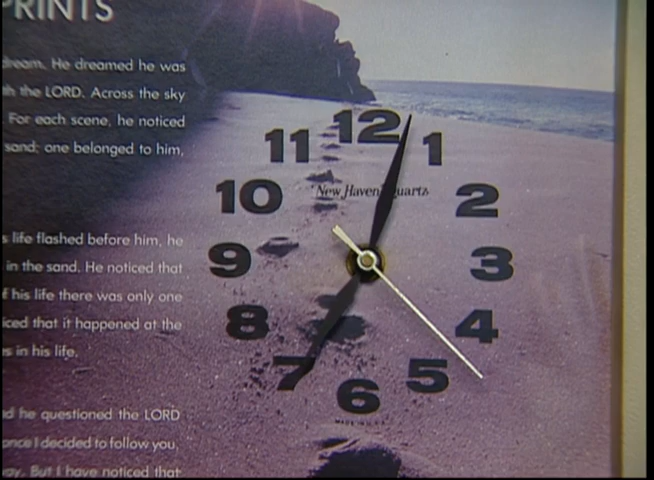 PRINTS
dream. He dreamed he was
the LORD. Across the sky
For each scene, he noticed
sand; one belonged to him,
life flashed before him, he
in the sand. He noticed that
his life there was only one
that it happened at the
in his life.
he questioned the LORD
once I decided to follow you,
But I have noticed that
12
11
1
New Haven Quartz
10
2
9
3
8
4
7
5
6
MADE IN U.S.A.